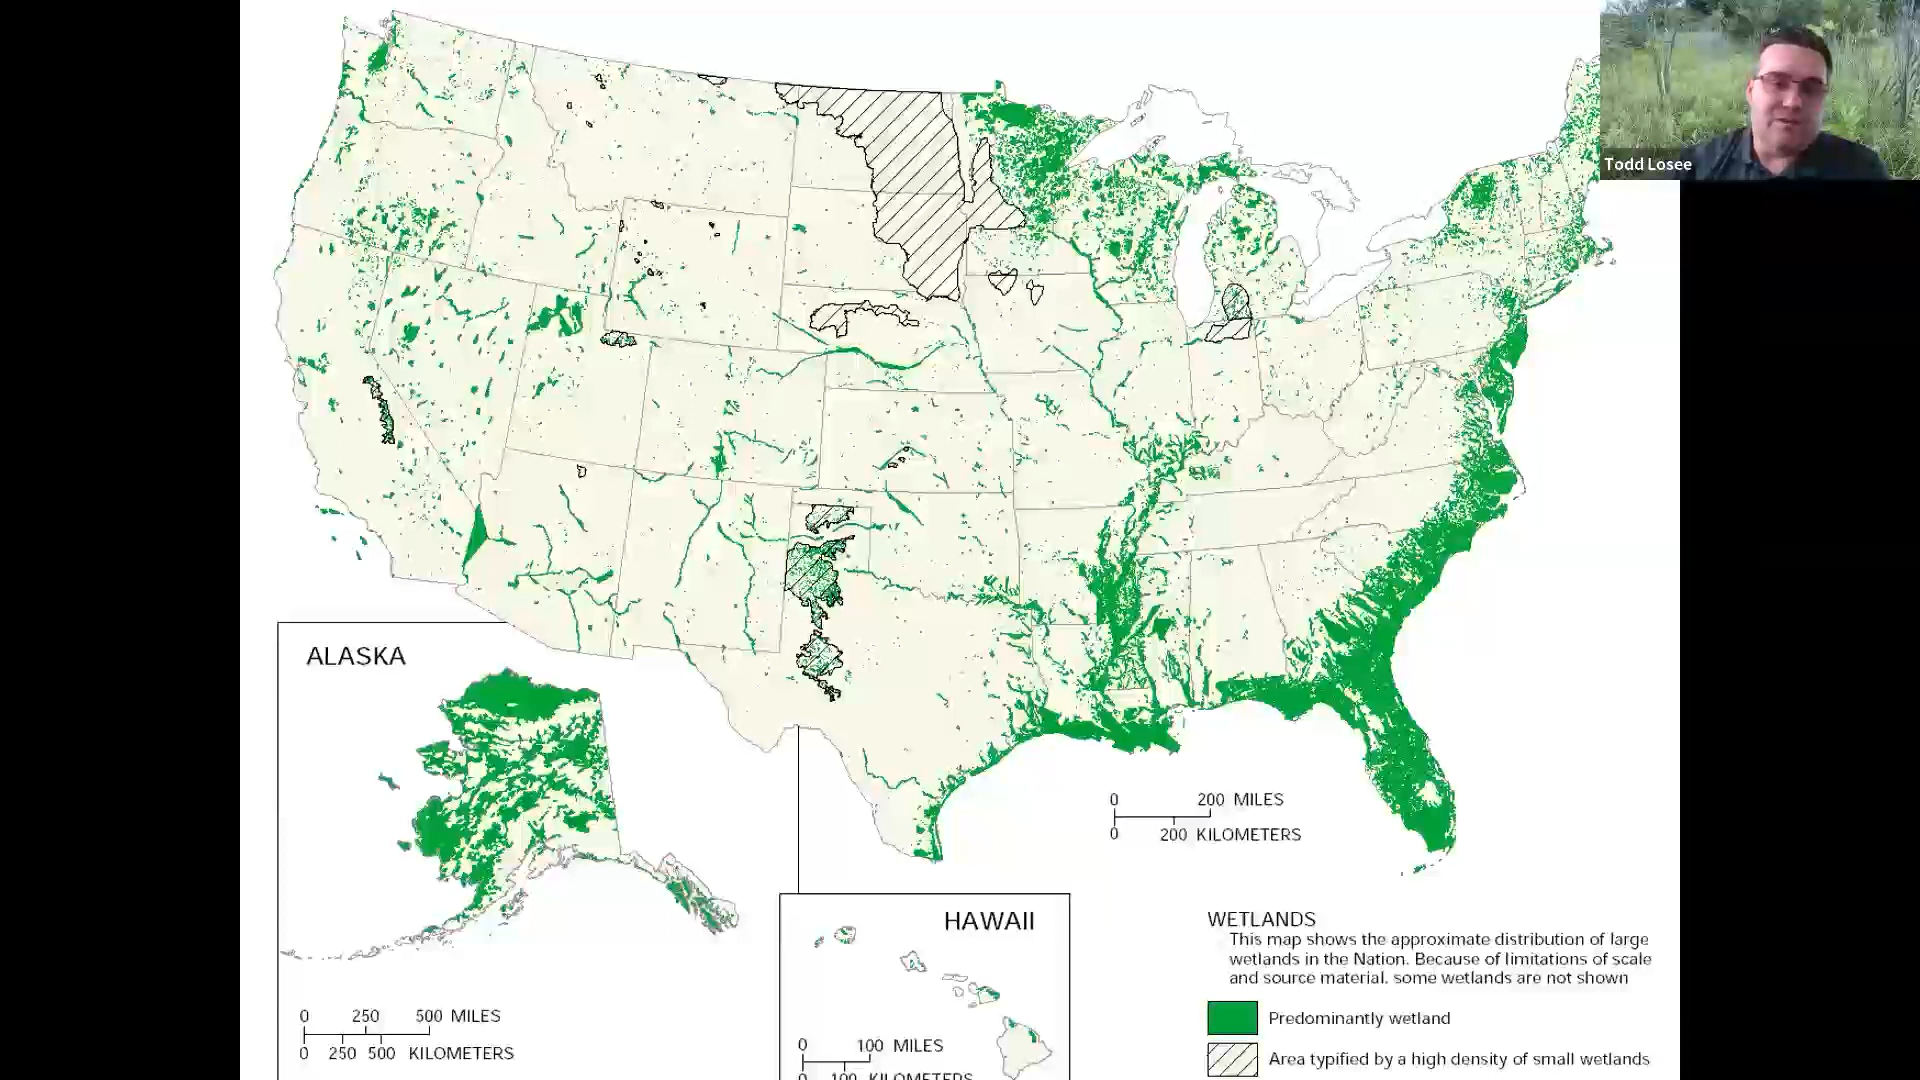 Todd Losee
ALASKA
0 200 MILES
0 200 KILOMETERS
HAWAII
WETLANDS
This map shows the approximate distribution of large
wetlands in the Nation. Because of limitations of scale
and source material. some wetlands are not shown
0 250 500 MILES
0 250 500 KILOMETERS
Predominantly wetland
0 100 MILES
0 100 KILOMETERS
Area typified by a high density of small wetlands